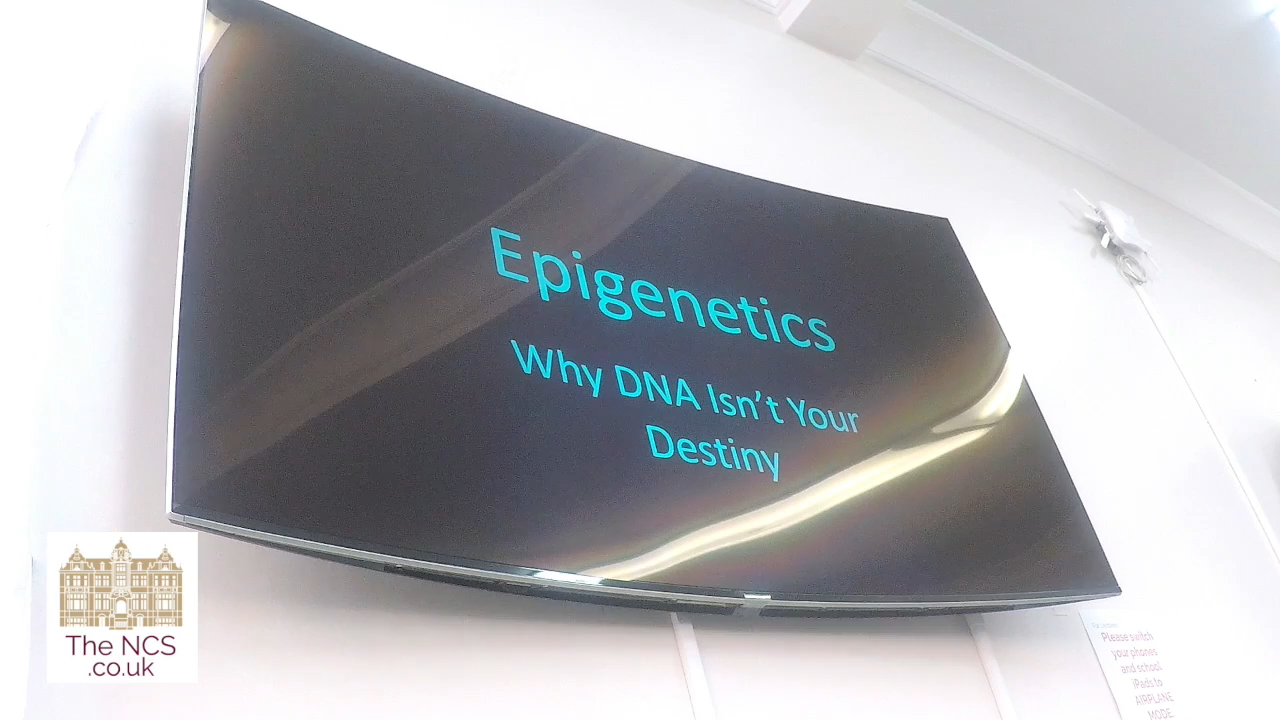 Epigenetics
Why DNA Isn't Your
Destiny
The NCS
.co.uk
Please switch
your phones
and school
iPads to
AIRPLANE
MODE